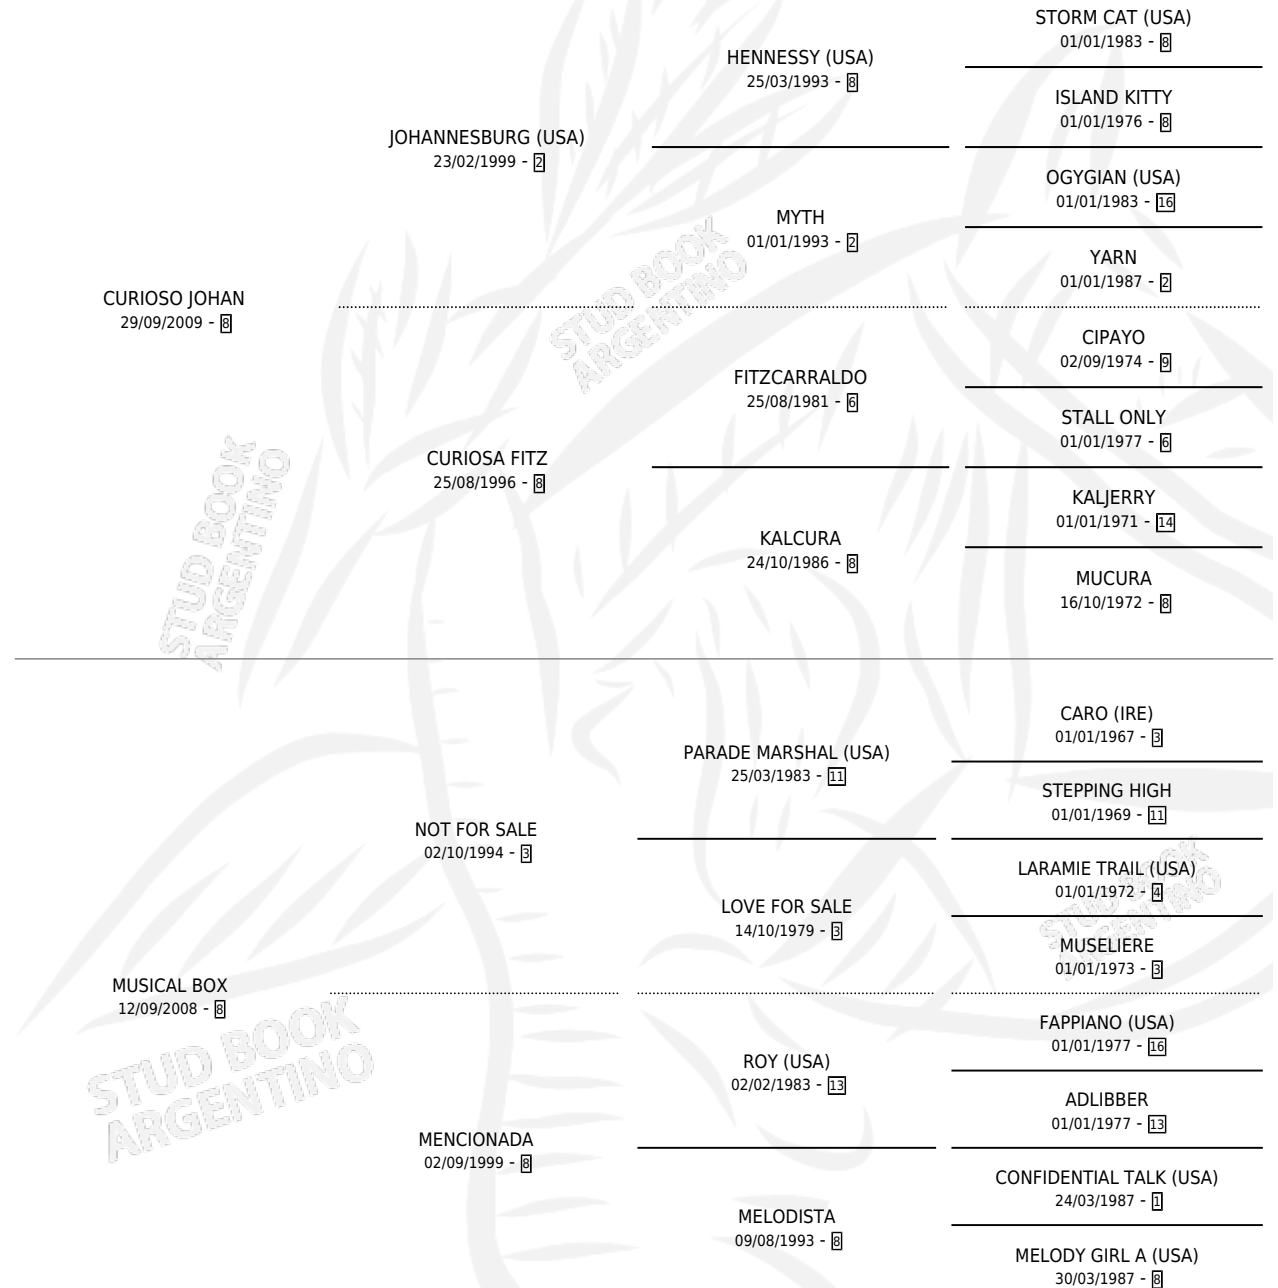 STORM CAT (USA)
01/01/1983 - 8
HENNESSY (USA)
25/03/1993 - 8
ISLAND KITTY
01/01/1976 - 8
JOHANNESBURG (USA)
23/02/1999 - 2
OGYGIAN (USA)
01/01/1983 - 16
MYTH
01/01/1993 - 2
YARN
01/01/1987 - 2
CURIOSO JOHAN
29/09/2009 - 8
CIPAYO
02/09/1974 - 9
FITZCARRALDO
25/08/1981 - 6
STALL ONLY
01/01/1977 - 6
CURIOSA FITZ
25/08/1996 - 8
KALJERRY
01/01/1971 - 14
KALCURA
24/10/1986 - 8
MUCURA
16/10/1972 - 8
STUD BOOK
ARGENTINO
STUD BOOK
ARGENTINO
CARO (IRE)
01/01/1967 - 3
PARADE MARSHAL (USA)
25/03/1983 - 11
STEPPING HIGH
01/01/1969 - 11
NOT FOR SALE
02/10/1994 - 3
LARAMIE TRAIL (USA)
01/01/1972 - 4
LOVE FOR SALE
14/10/1979 - 3
MUSELIERE
01/01/1973 - 3
MUSICAL BOX
12/09/2008 - 8
FAPPIANO (USA)
01/01/1977 - 16
ROY (USA)
02/02/1983 - 13
ADLIBBER
01/01/1977 - 13
MENCIONADA
02/09/1999 - 8
CONFIDENTIAL TALK (USA)
24/03/1987 - 1
MELODISTA
09/08/1993 - 8
MELODY GIRL A (USA)
30/03/1987 - 8
STUD BOOK
ARGENTINO
STUD BOOK
ARGENTINO